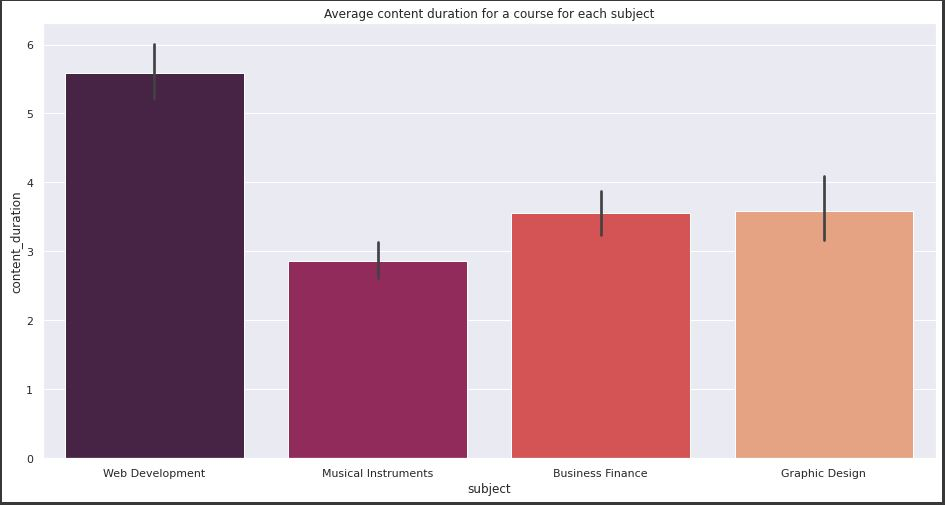 Average content duration for a course for each subject
content_duration
6
5
4
3
2
1
0
Web Development
Musical Instruments
Business Finance
Graphic Design
subject